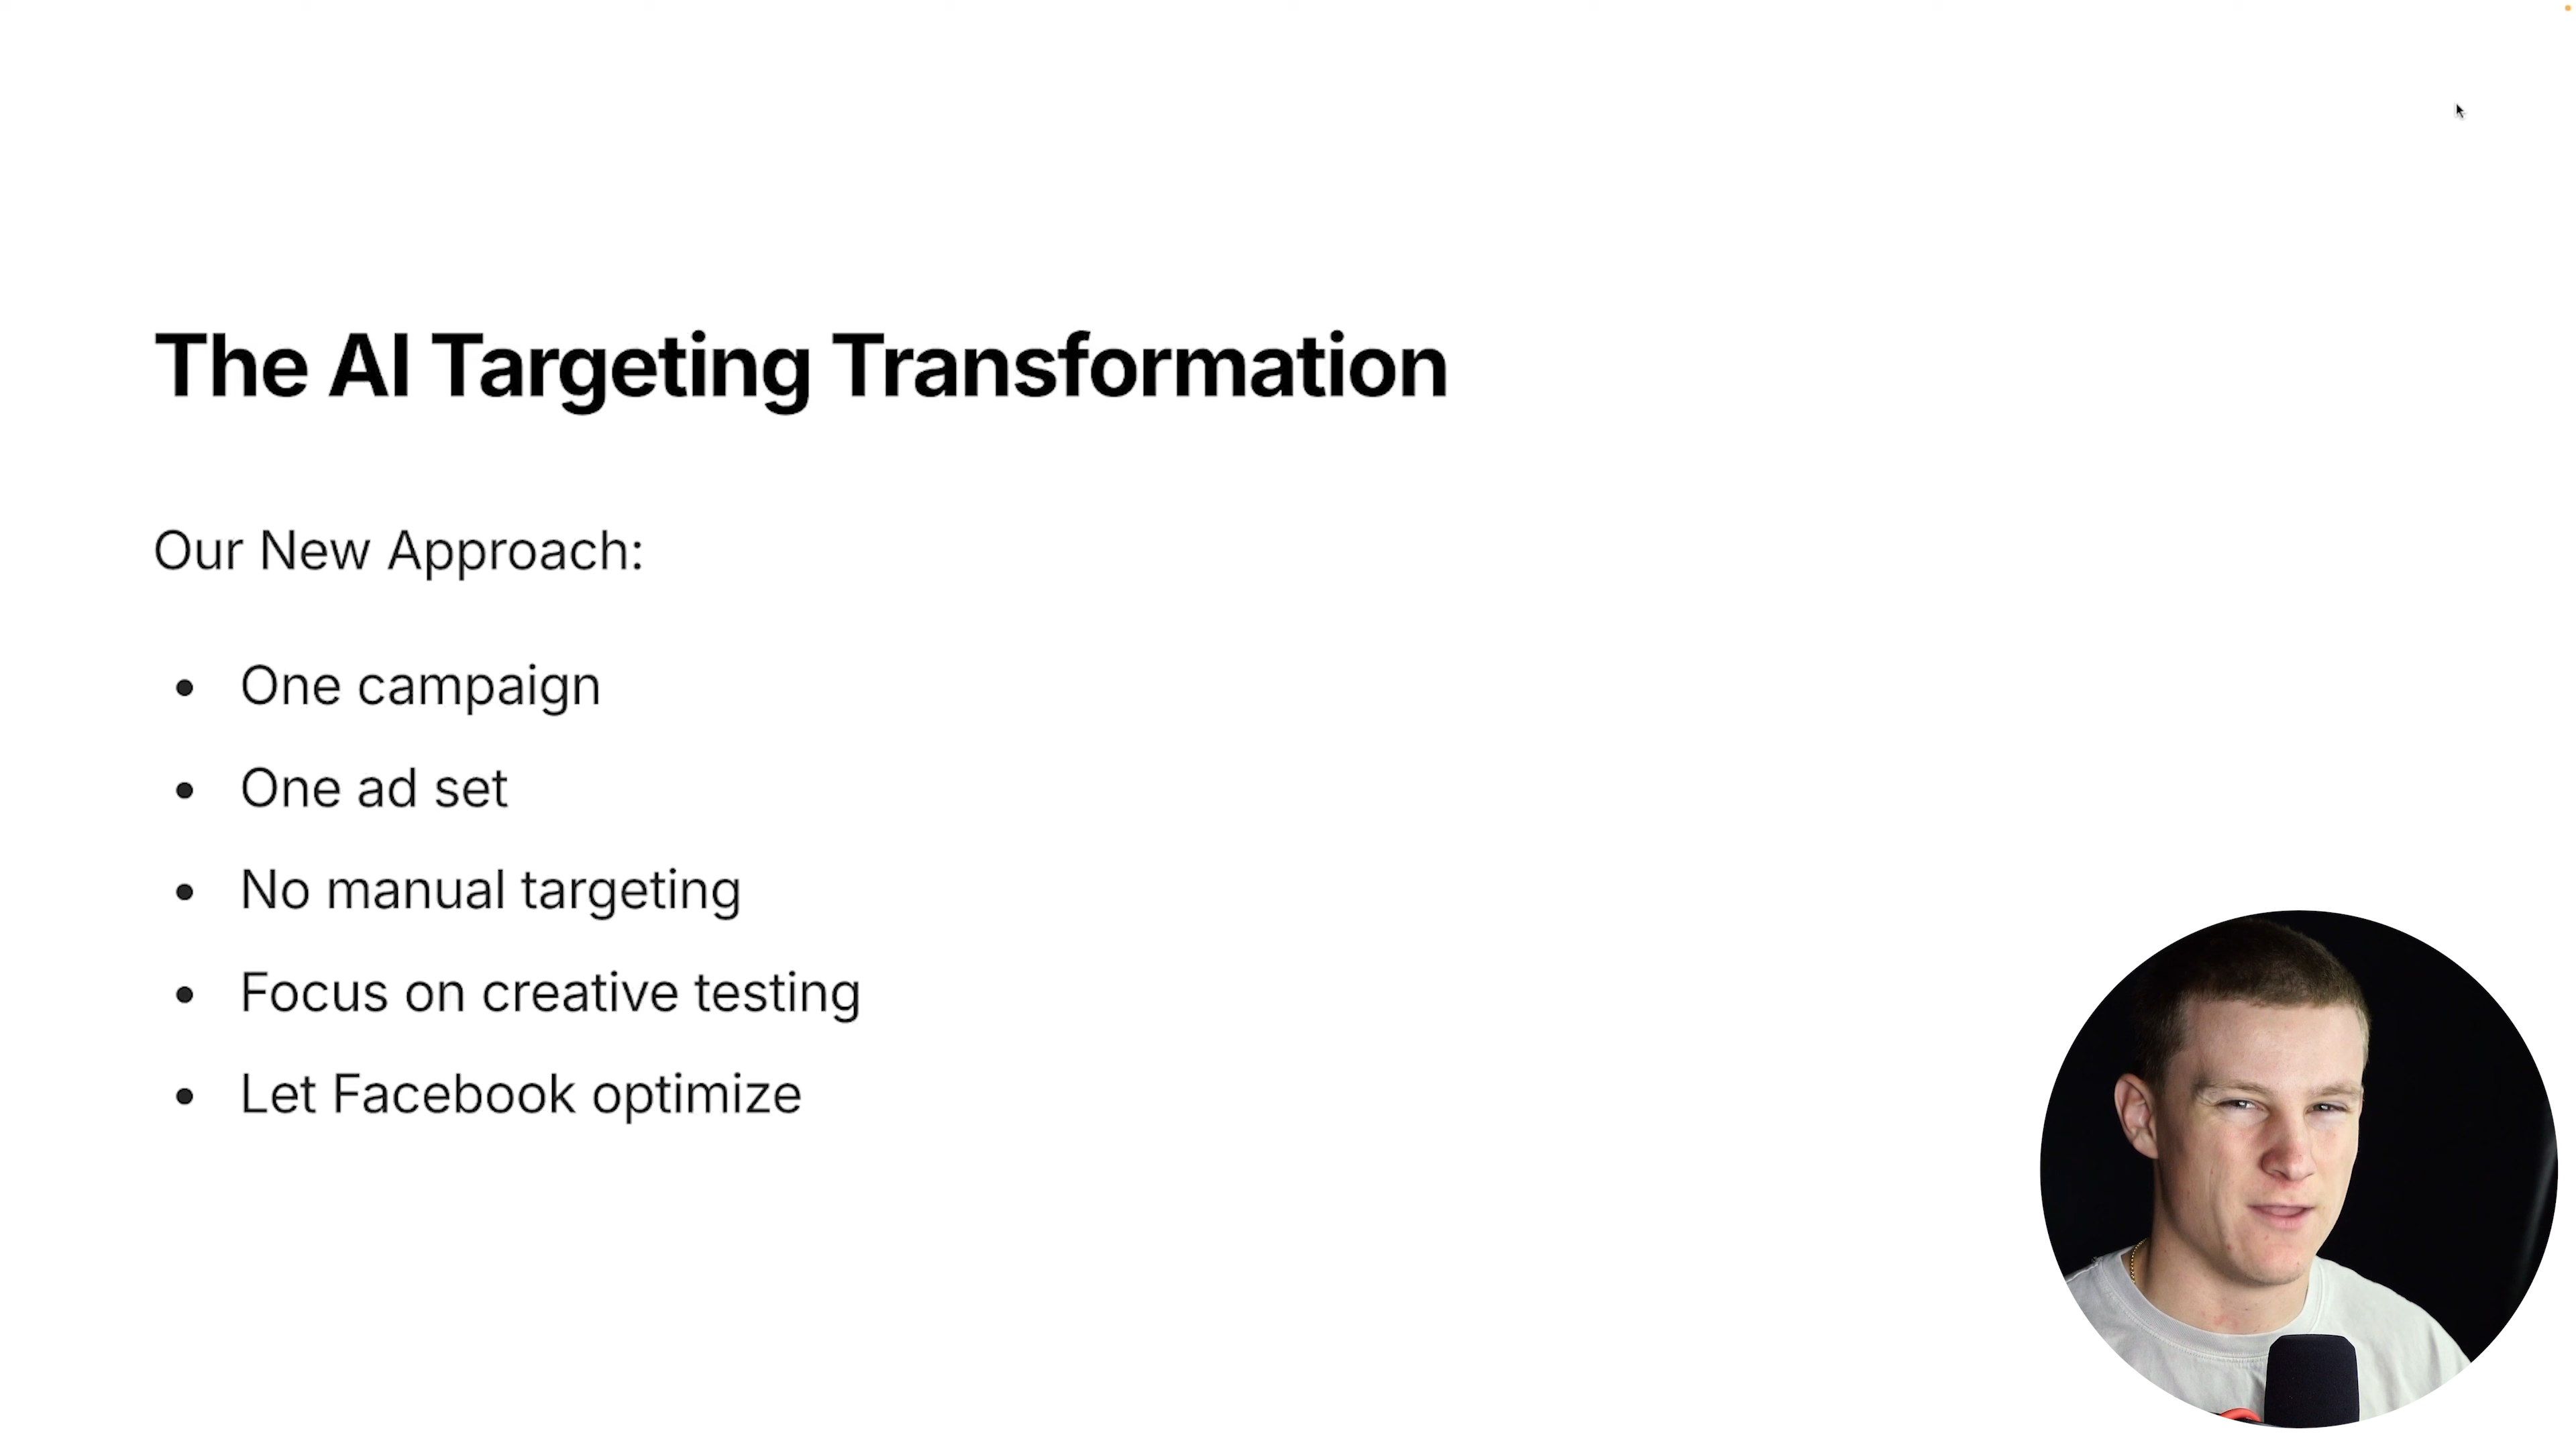 The AI Targeting Transformation
Our New Approach:
One campaign
One ad set
No manual targeting
Focus on creative testing
Let Facebook optimize